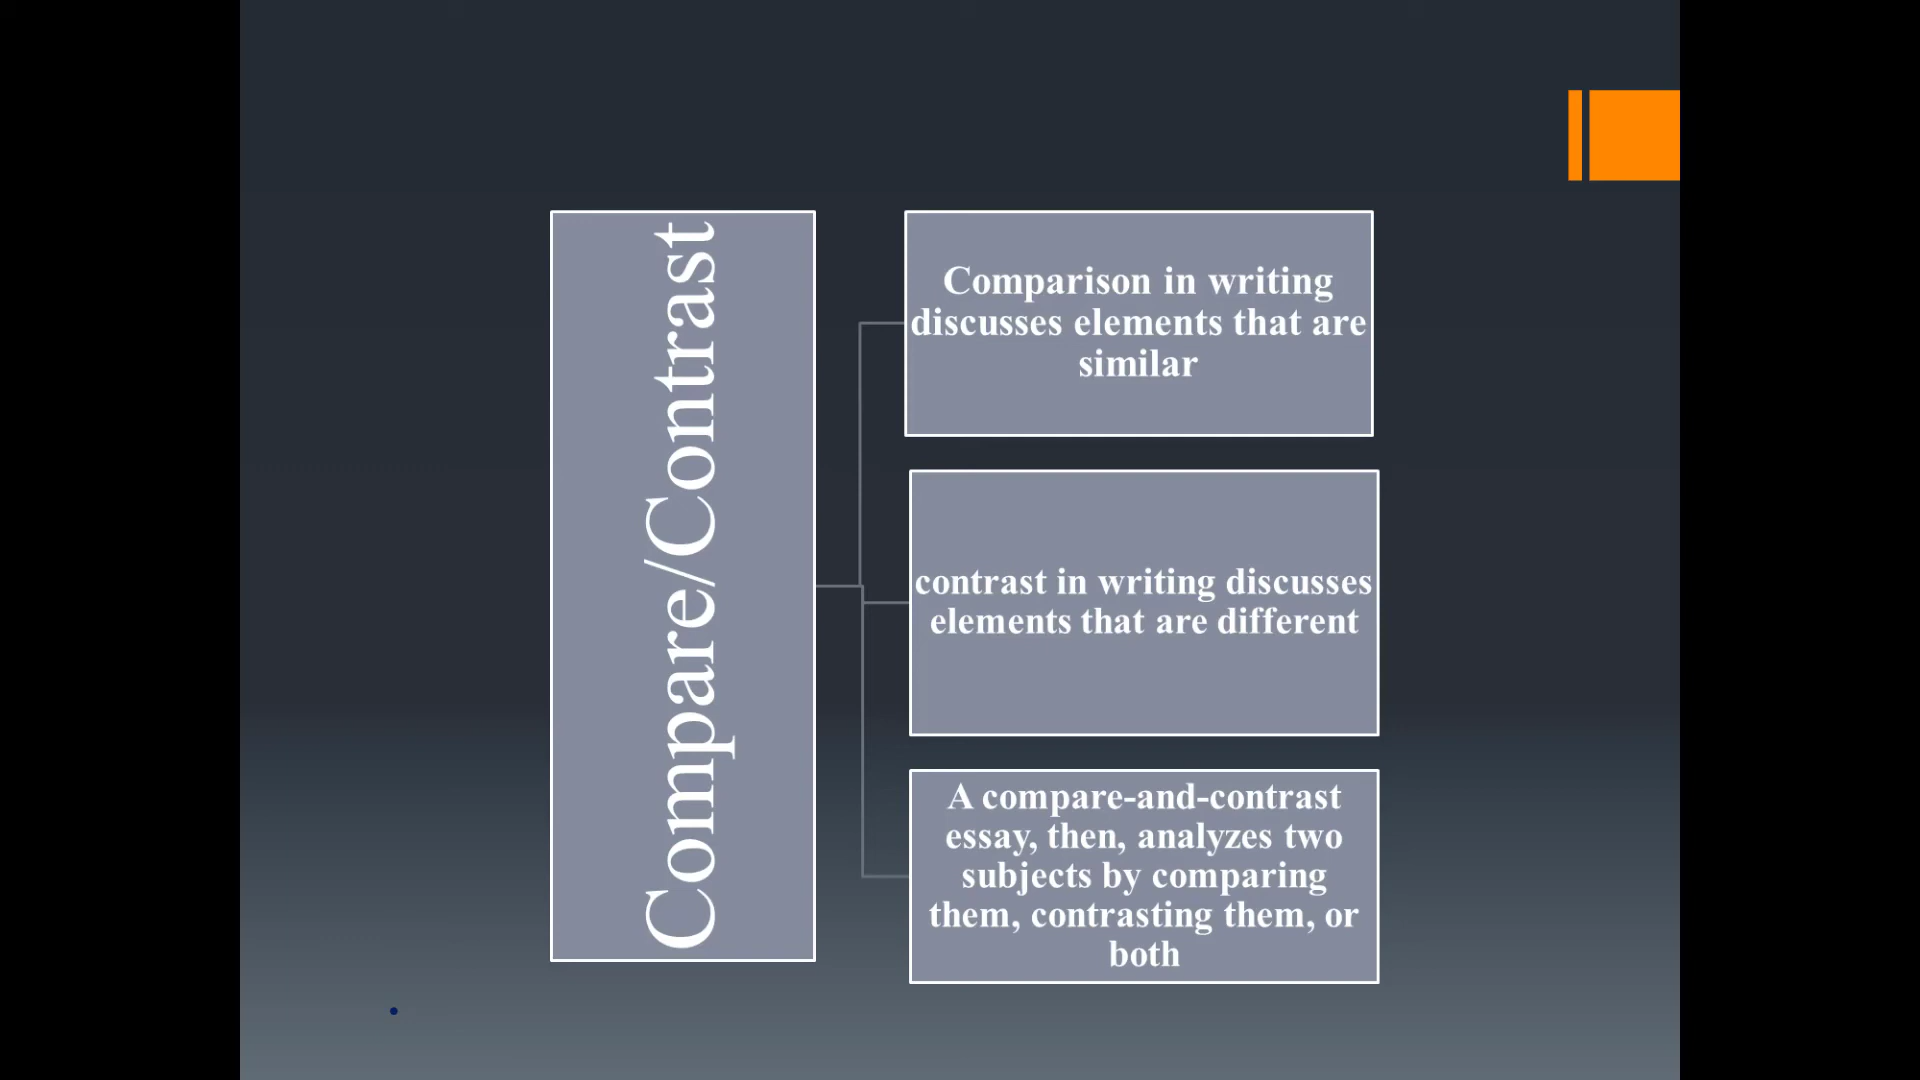 Compare/Contrast
Comparison in writing
discusses elements that are
similar
contrast in writing discusses
elements that are different
A compare-and-contrast
essay, then, analyzes two
subjects by comparing
them, contrasting them, or
both